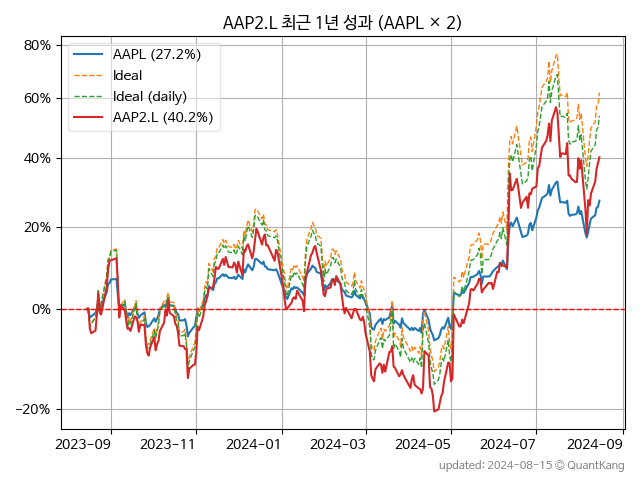 AAP2.L 최근 1년 성과 (AAPL × 2)
AAPL (27.2%)
Ideal
Ideal (daily)
AAP2.L (40.2%)
80%
60%
40%
20%
0%
−20%
2023-09
2023-11
2024-01
2024-03
2024-05
2024-07
2024-09
updated: 2024-08-15 © QuantKang